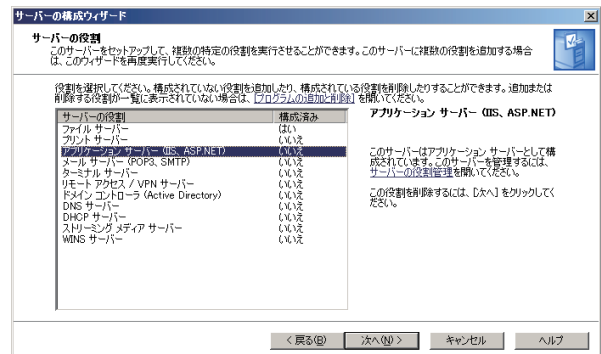 サーバーの構成ウィザード
サーバーの役割
このサーバーをセットアップして、複数の特定の役割を実行させることができます。このサーバーに複数の役割を追加する場合
は、このウィザードを再度実行してください。
役割を選択してください。構成されていない役割を追加したり、構成されている役割を削除したりすることができます。追加または
削除する役割が一覧に表示されていない場合は、[プログラムの追加と削除] を開いてください。
サーバーの役割 構成済み
ファイル サーバー はい
プリント サーバー いいえ
アプリケーション サーバー (IIS、ASP.NET) いいえ
メール サーバー (POP3, SMTP) いいえ
ターミナル サーバー いいえ
リモート アクセス / VPN サーバー いいえ
ドメイン コントローラ (Active Directory) いいえ
DNS サーバー いいえ
DHCP サーバー いいえ
ストリーミング メディア サーバー いいえ
WINS サーバー いいえ
アプリケーション サーバー (IIS、ASP.NET)
このサーバーはアプリケーション サーバーとして構
成されています。このサーバーを管理するには、
サーバーの役割管理を開いてください。
この役割を削除するには、[次へ] をクリックしてく
ださい。
< 戻る(B) 次へ(N) > キャンセル ヘルプ